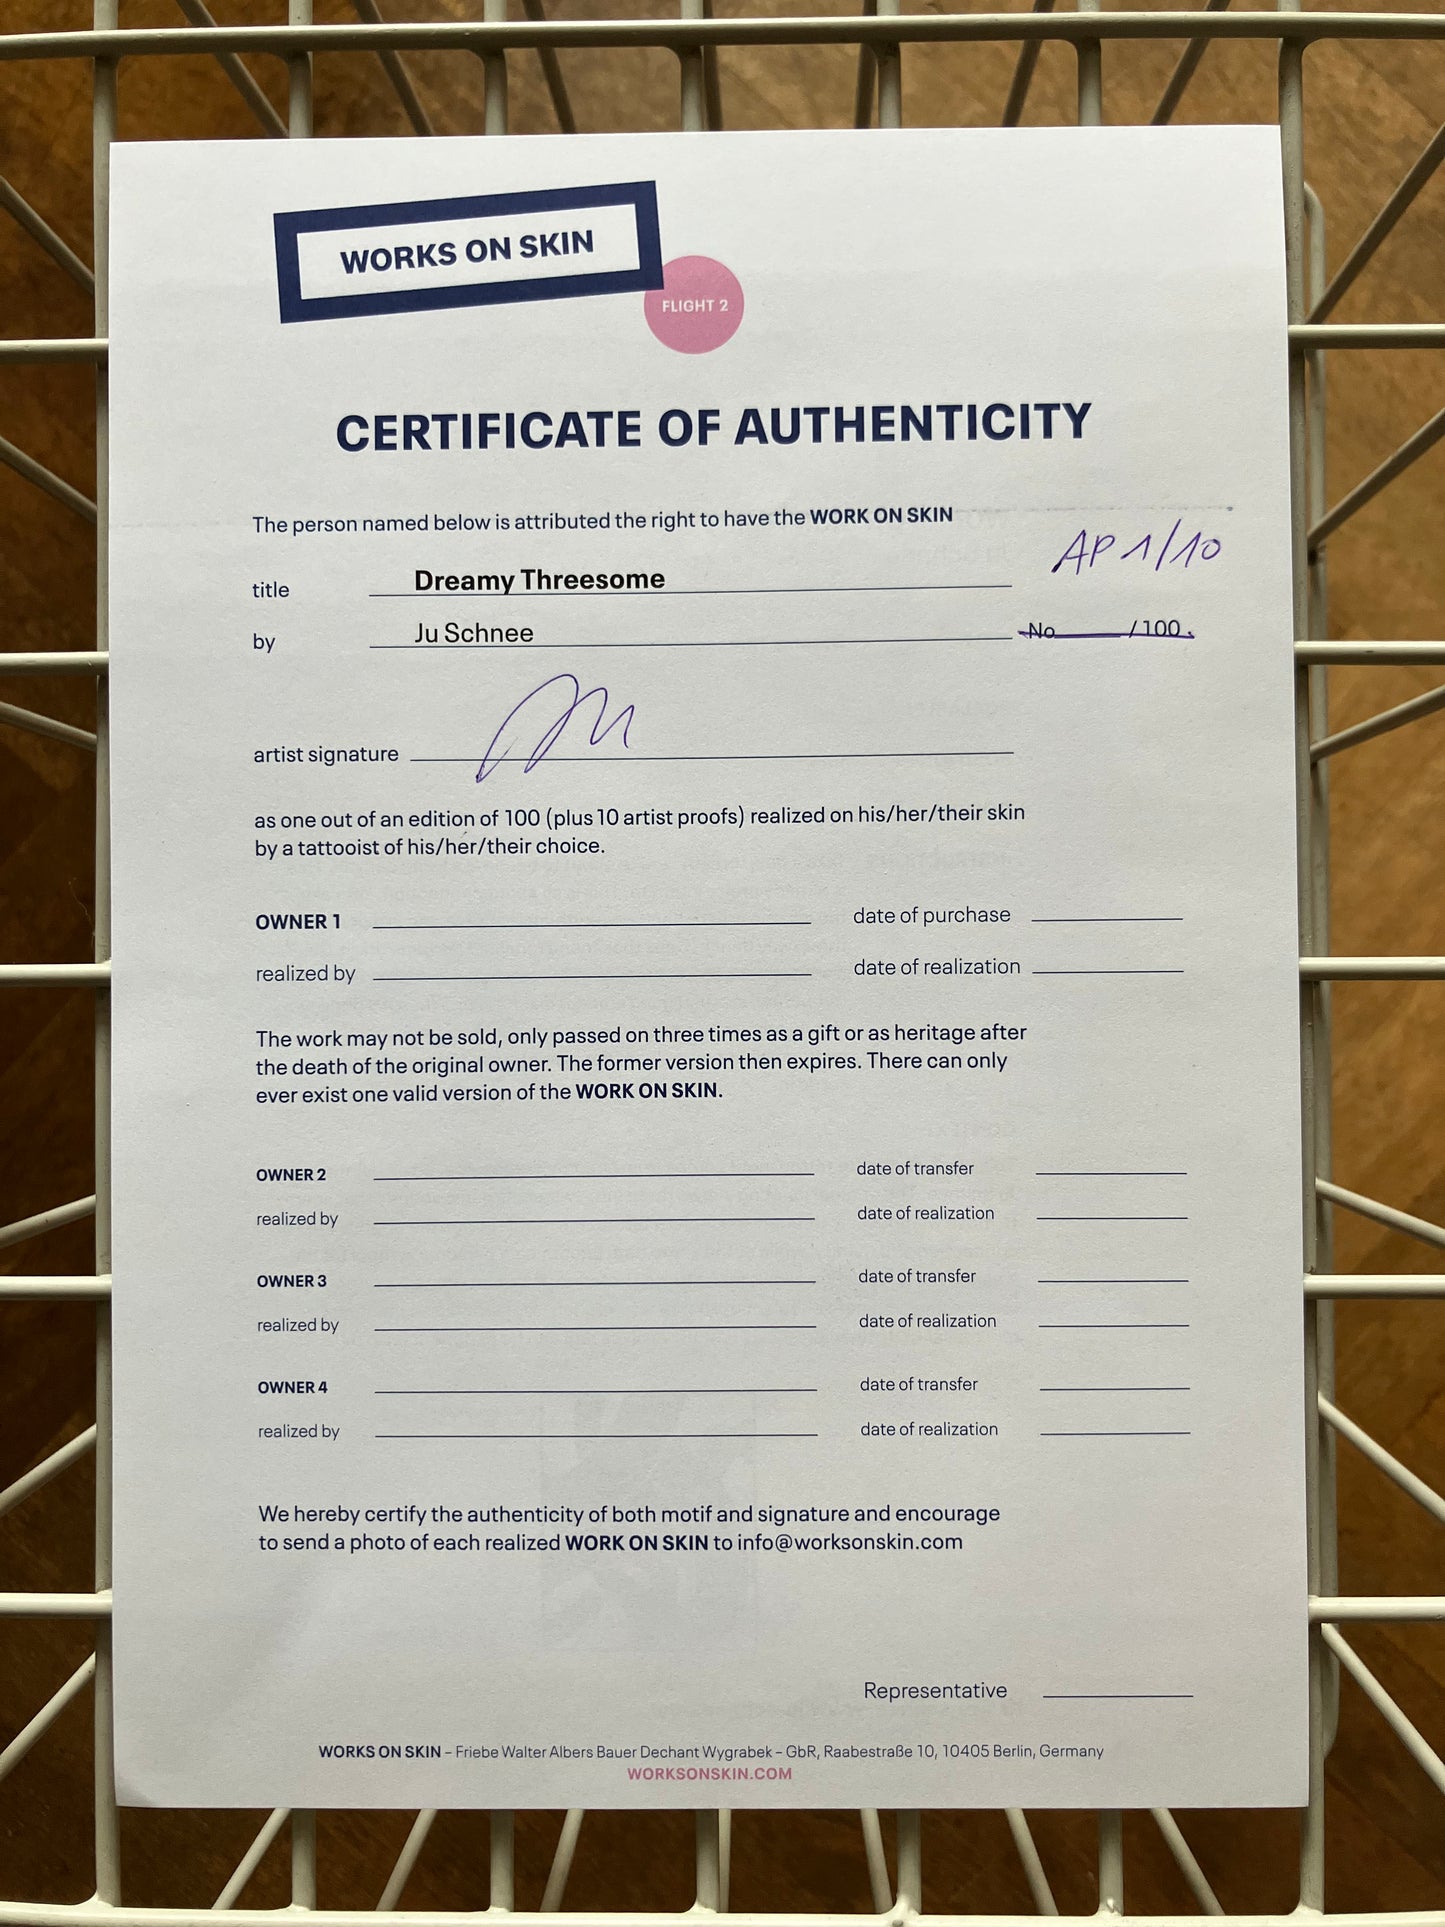 WORKS ON SKIN
FLIGHT 2
CERTIFICATE OF AUTHENTICITY
The person named below is attributed the right to have the WORK ON SKIN
AP 1/10
title Dreamy Threesome
by Ju Schnee No /100.
artist signature
as one out of an edition of 100 (plus 10 artist proofs) realized on his/her/their skin
by a tattooist of his/her/their choice.
OWNER 1 date of purchase
realized by date of realization
The work may not be sold, only passed on three times as a gift or as heritage after
the death of the original owner. The former version then expires. There can only
ever exist one valid version of the WORK ON SKIN.
OWNER 2 date of transfer
realized by date of realization
OWNER 3 date of transfer
realized by date of realization
OWNER 4 date of transfer
realized by date of realization
We hereby certify the authenticity of both motif and signature and encourage
to send a photo of each realized WORK ON SKIN to info@worksonskin.com
Representative
WORKS ON SKIN – Friebe Walter Albers Bauer Dechant Wygrabek – GbR, Raabestraße 10, 10405 Berlin, Germany
WORKSONSKIN.COM